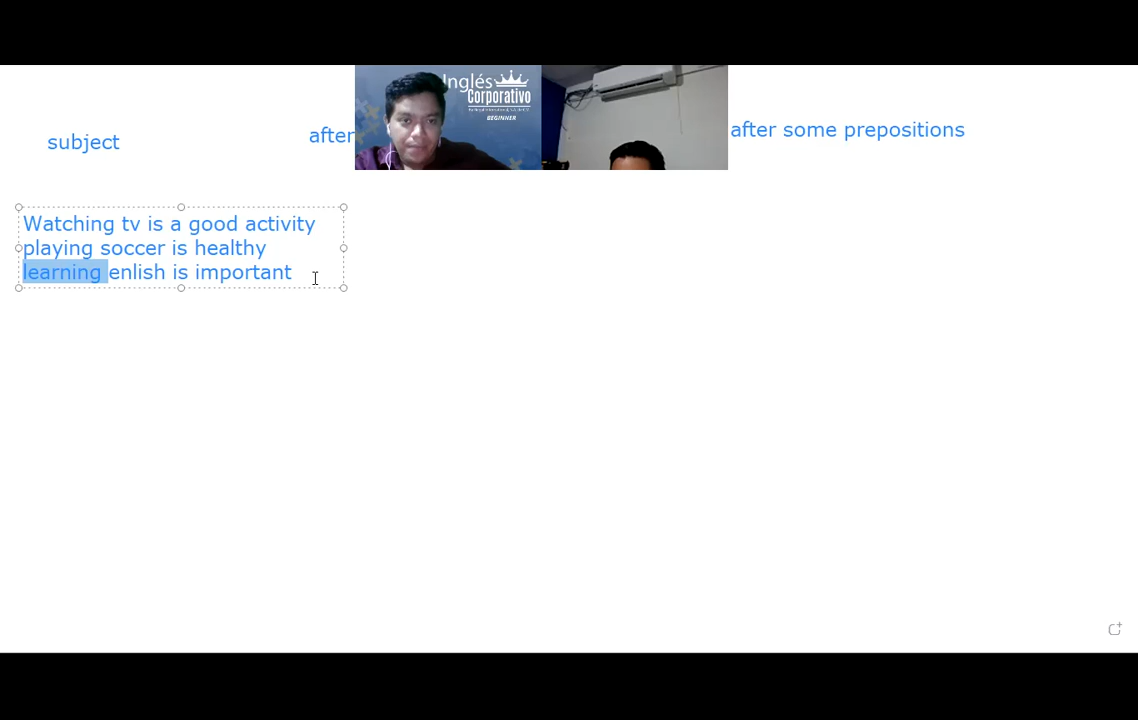 subject
after
Inglés
Corporativo
BEGINNER
after some prepositions
Watching tv is a good activity
playing soccer is healthy
learning enlish is important